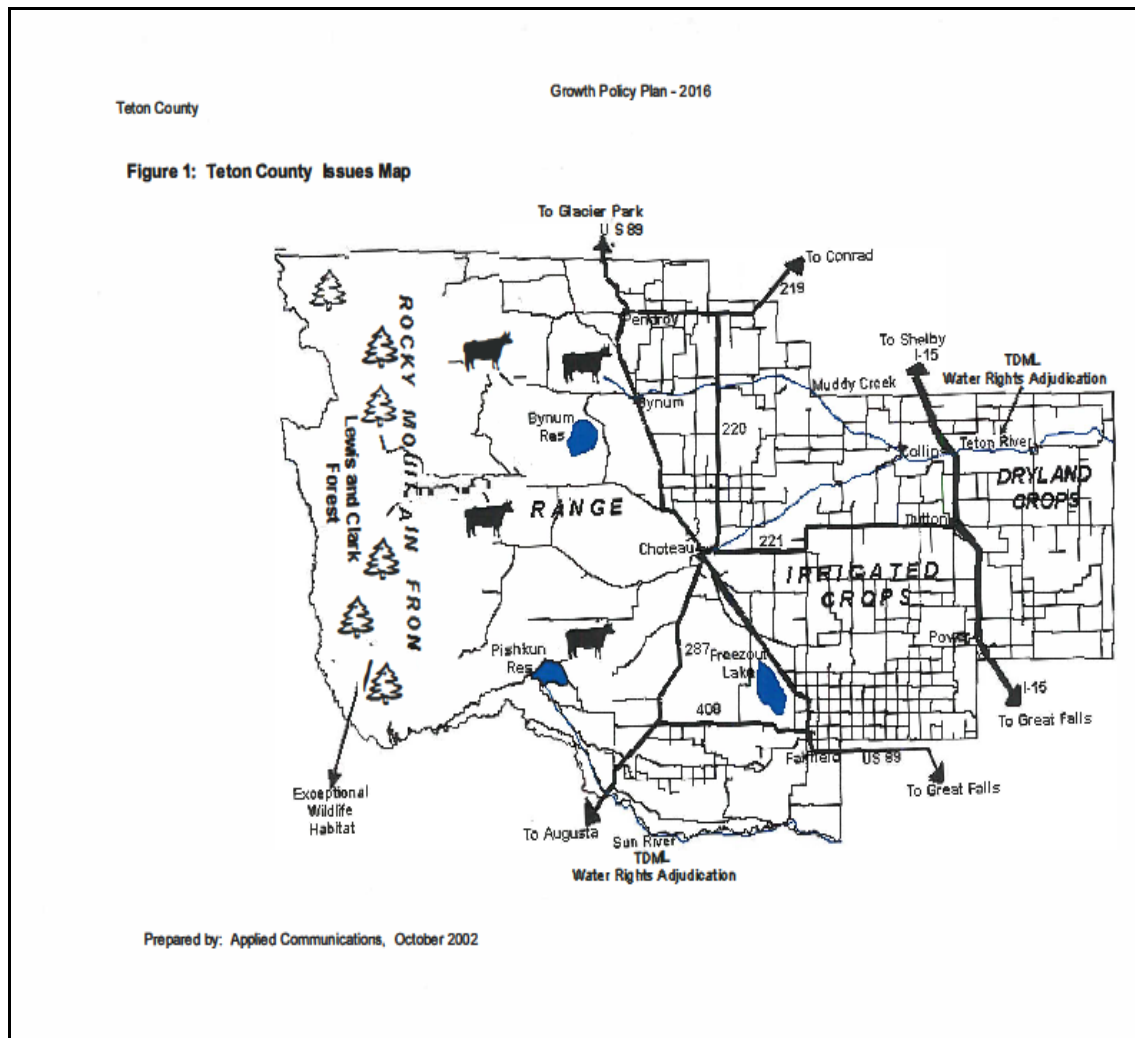 Growth Policy Plan - 2016
Teton County
Figure 1: Teton County Issues Map
To Glacier Park
U S 89
To Conrad
219
Pendroy
To Shelby
I-15
TDML
Water Rights Adjudication
Muddy Creek
Bynum
Bynum
Res
220
Collins
Teton River
DRYLAND
CROPS
ROCKY MOUNTAIN FRON
Lewis and Clark
Forest
RANGE
Dutton
Choteau
221
IRRIGATED
CROPS
Power
Pishkun
Res
287
Freezout
Lake
I-15
To Great Falls
408
Fairfield
US 89
To Great Falls
Exceptional
Wildlife
Habitat
To Augusta
Sun River
TDML
Water Rights Adjudication
Prepared by: Applied Communications, October 2002